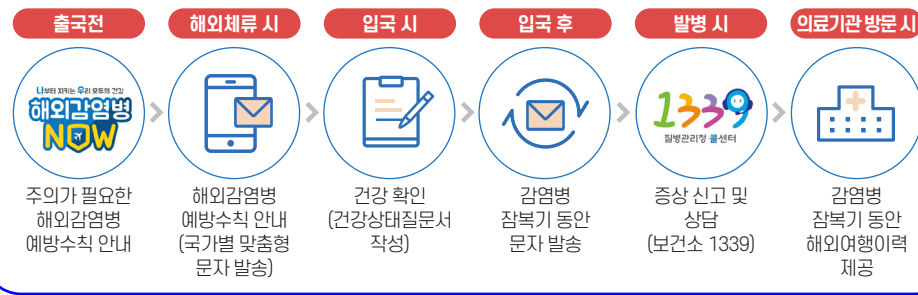 출국전
해외체류 시
입국 시
입국 후
발병 시
의료기관 방문 시
나부터 지키는 우리 모두의 건강
해외감염병
NOW
1339
질병관리청 콜센터
주의가 필요한
해외감염병
예방수칙 안내
해외감염병
예방수칙 안내
(국가별 맞춤형
문자 발송)
건강 확인
(건강상태질문서
작성)
감염병
잠복기 동안
문자 발송
증상 신고 및
상담
(보건소 1339)
감염병
잠복기 동안
해외여행이력
제공